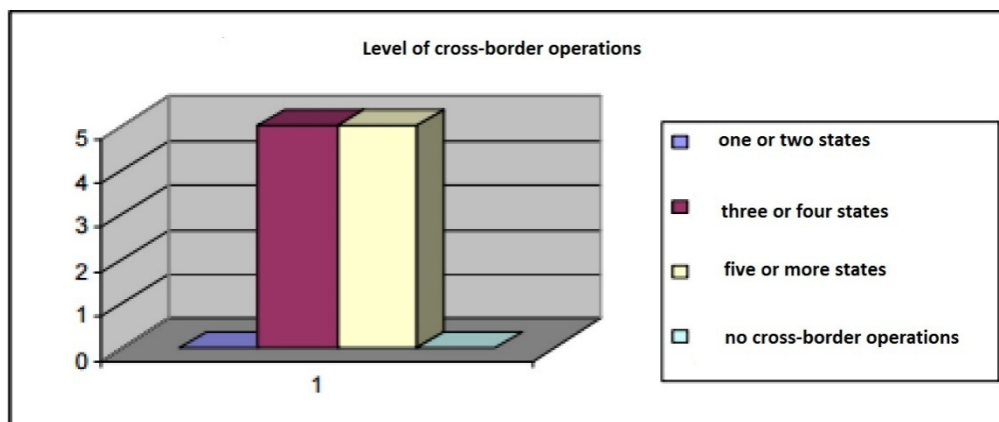 Level of cross-border operations
5
4
3
2
1
0
1
one or two states
three or four states
five or more states
no cross-border operations